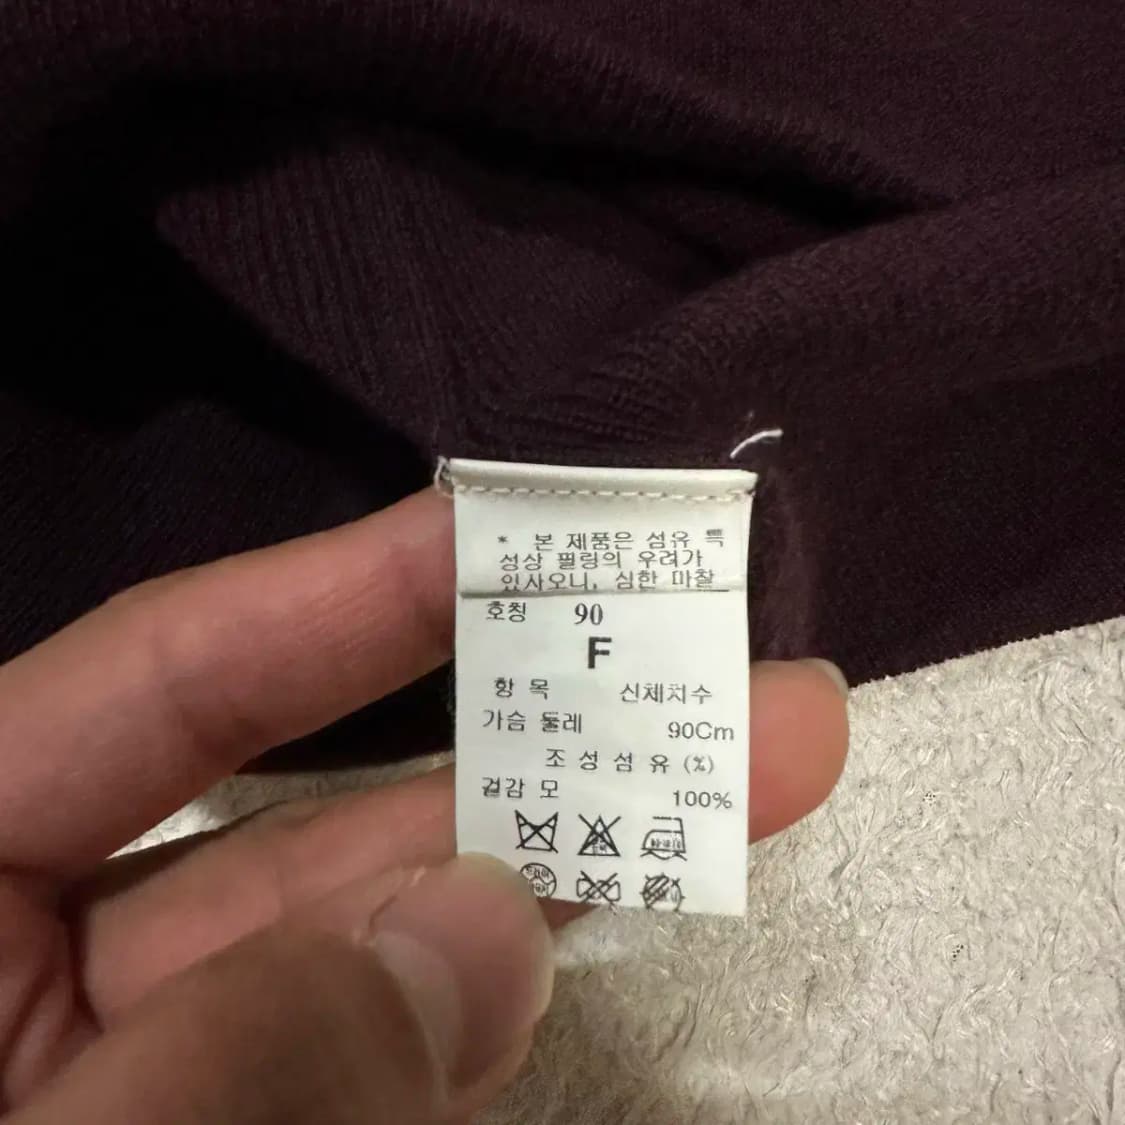 * 본 제품은 섬유 특
성상 필링의 우려가
있사오니, 심한 마찰
호칭 90
F
항 목 신체치수
가슴 둘레 90Cm
조 성 섬 유 (%)
겉감 모 100%